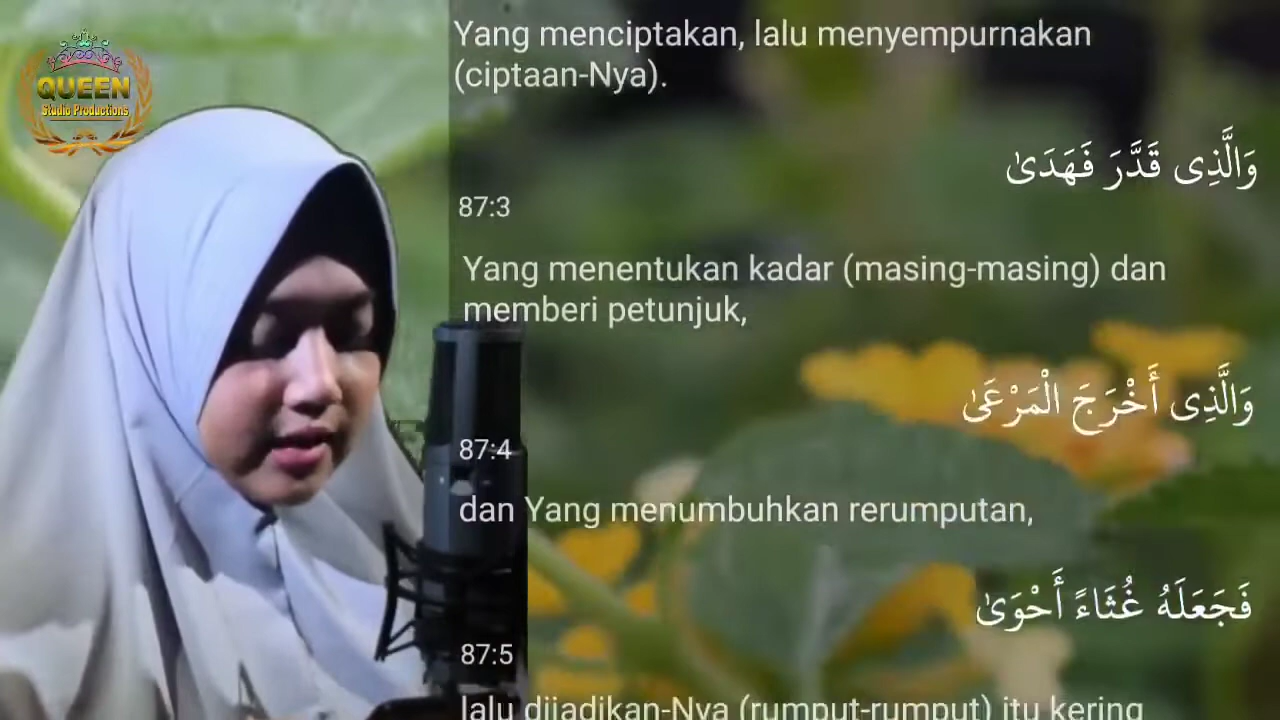 QUEEN
Studio Productions
Yang menciptakan, lalu menyempurnakan
(ciptaan-Nya).
وَالَّذِى قَدَّرَ فَهَدَىٰ
87:3
Yang menentukan kadar (masing-masing) dan
memberi petunjuk,
وَالَّذِى أَخْرَجَ الْمَرْعَىٰ
87:4
dan Yang menumbuhkan rerumputan,
فَجَعَلَهُ غُثَاءً أَحْوَىٰ
87:5
lalu dijadikan-Nya (rumput-rumput) itu kering